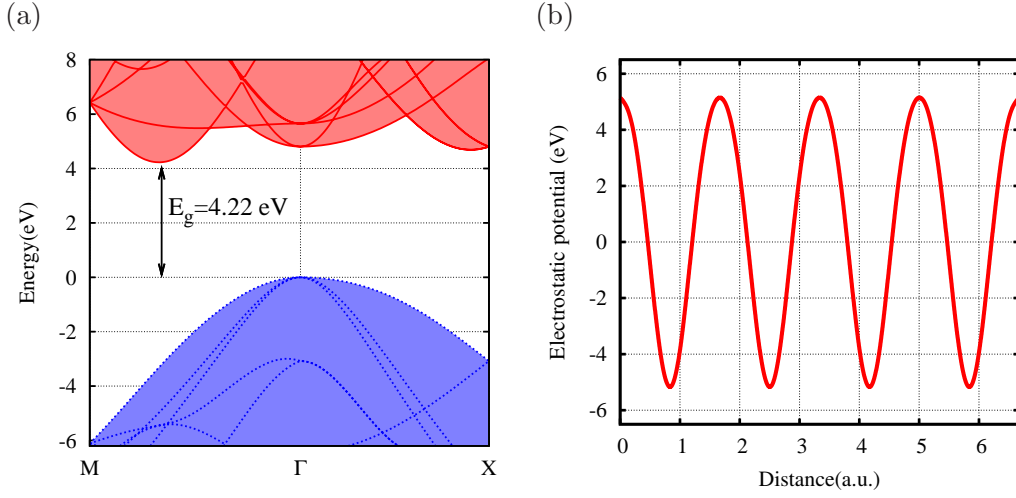 (a)
8
6
4
2
0
-2
-4
-6
Energy(eV)
E_g=4.22 eV
M Γ X
(b)
6
4
2
0
-2
-4
-6
Electrostatic potential (eV)
0 1 2 3 4 5 6
Distance(a.u.)